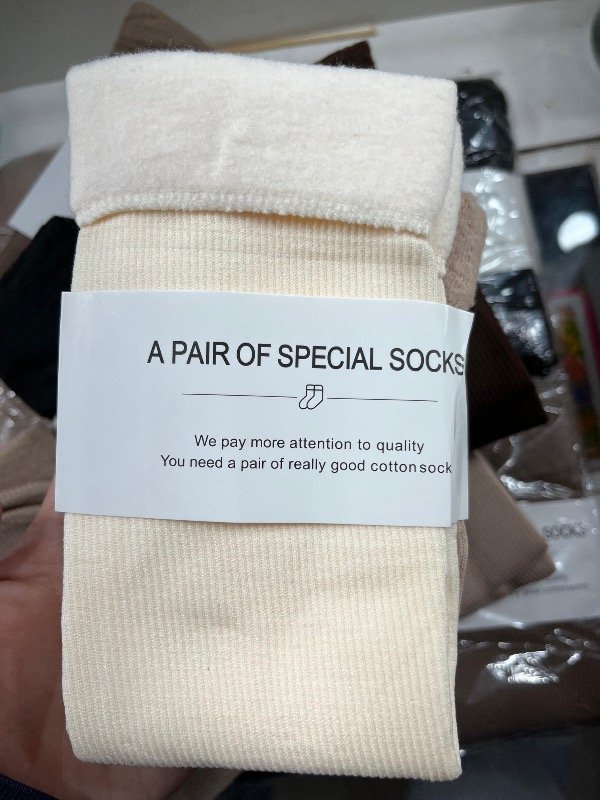 A PAIR OF SPECIAL SOCKS
We pay more attention to quality
You need a pair of really good cotton sock
SOCKS